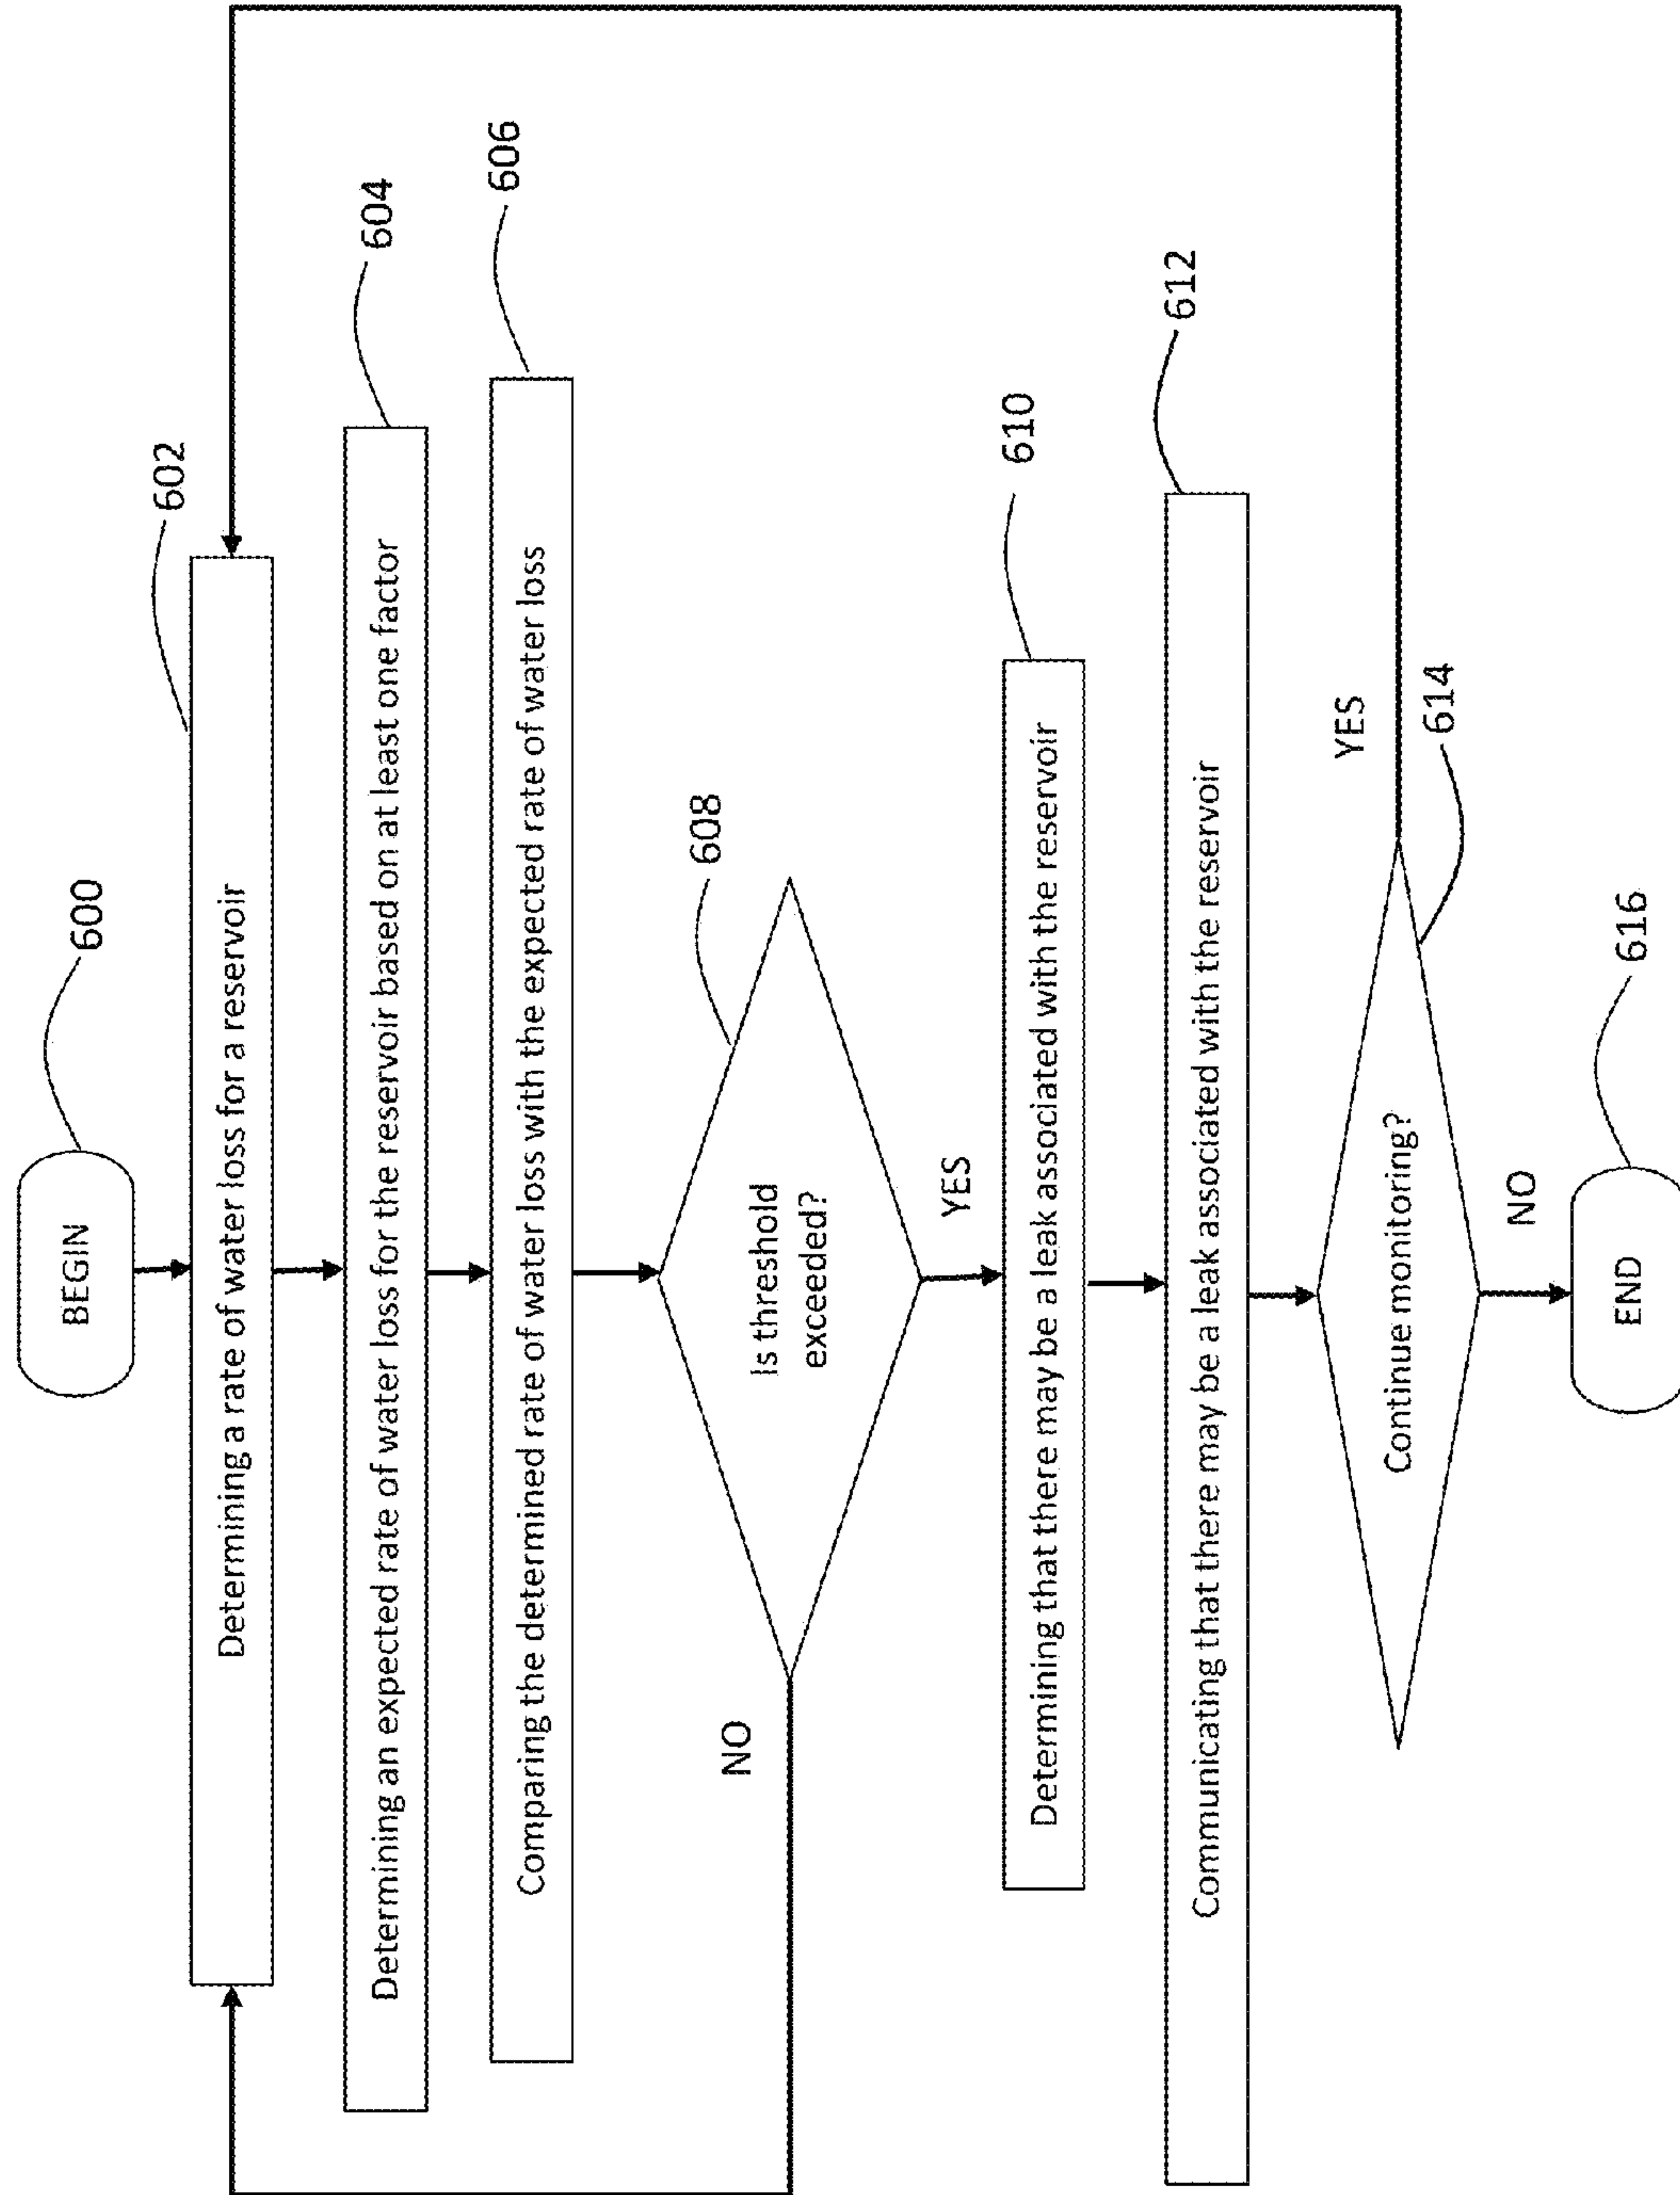 BEGIN
600
Determining a rate of water loss for a reservoir
602
Determining an expected rate of water loss for the reservoir based on at least one factor
604
Comparing the determined rate of water loss with the expected rate of water loss
606
Is threshold
exceeded?
608
NO
YES
Determining that there may be a leak associated with the reservoir
610
Communicating that there may be a leak associated with the reservoir
612
Continue monitoring?
YES
614
NO
END
616